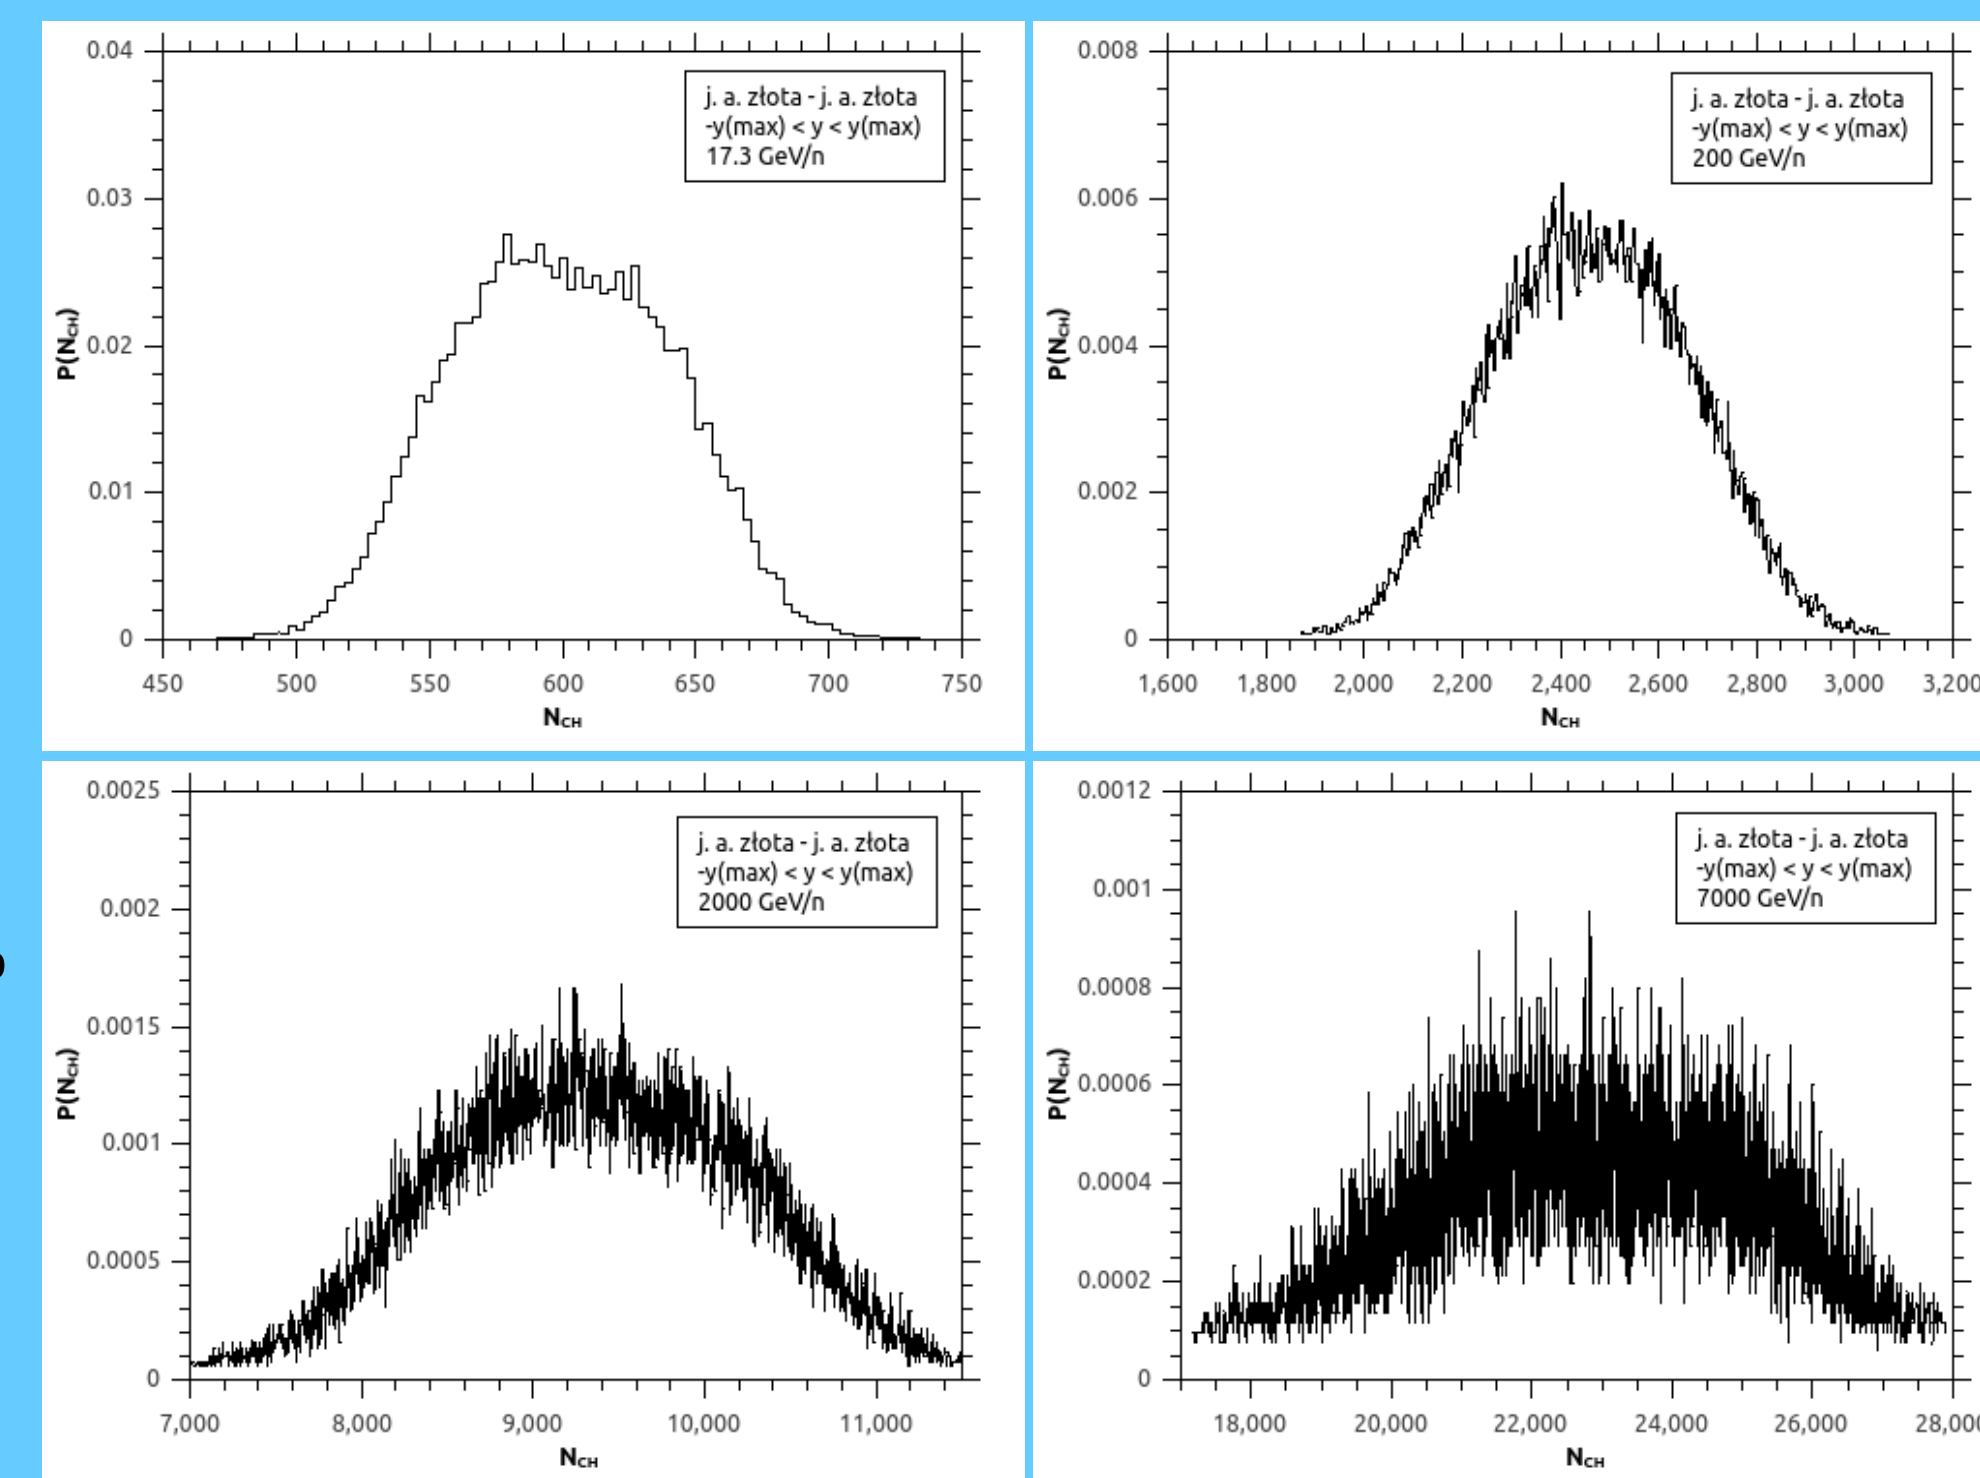 0.04
0.03
0.02
0.01
0
P(NCH)
j. a. złota - j. a. złota
-y(max) < y < y(max)
17.3 GeV/n
450 500 550 600 650 700 750
NCH
0.008
0.006
0.004
0.002
0
P(NCH)
j. a. złota - j. a. złota
-y(max) < y < y(max)
200 GeV/n
1,600 1,800 2,000 2,200 2,400 2,600 2,800 3,000 3,200
NCH
0.0025
0.002
0.0015
0.001
0.0005
0
P(NCH)
j. a. złota - j. a. złota
-y(max) < y < y(max)
2000 GeV/n
7,000 8,000 9,000 10,000 11,000
NCH
0.0012
0.001
0.0008
0.0006
0.0004
0.0002
0
P(NCH)
j. a. złota - j. a. złota
-y(max) < y < y(max)
7000 GeV/n
18,000 20,000 22,000 24,000 26,000 28,000
NCH